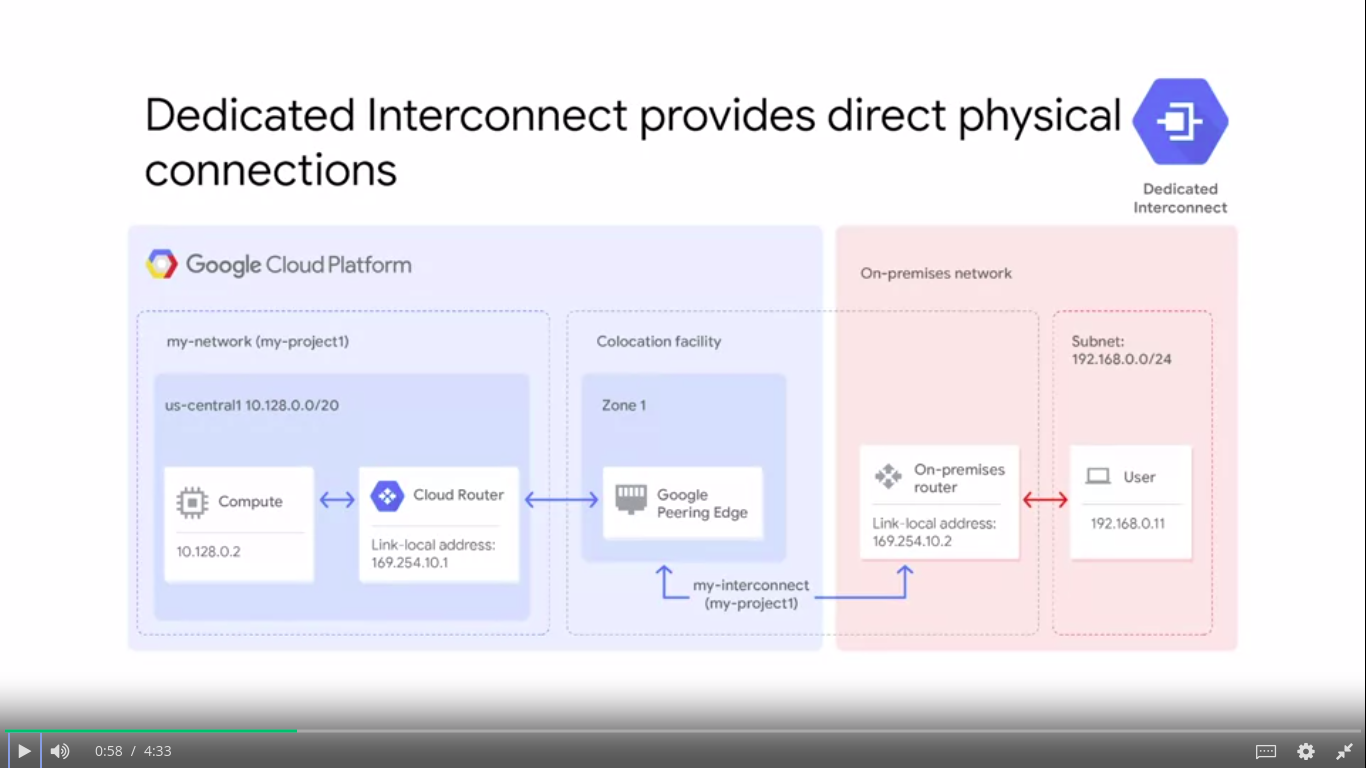 Dedicated Interconnect provides direct physical
connections
Dedicated
Interconnect
Google Cloud Platform
On-premises network
my-network (my-project1)
Colocation facility
Subnet:
192.168.0.0/24
us-central1 10.128.0.0/20
Zone 1
Compute
10.128.0.2
Cloud Router
Link-local address:
169.254.10.1
Google
Peering Edge
On-premises
router
Link-local address:
169.254.10.2
User
192.168.0.11
my-interconnect
(my-project1)
0:58 / 4:33